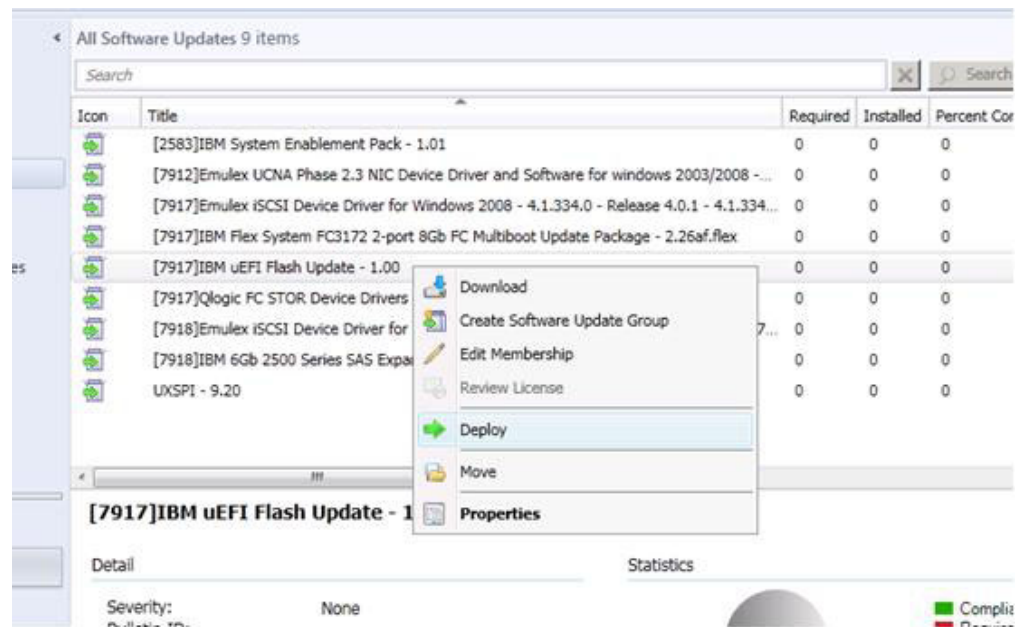 All Software Updates 9 items
Search
Search
Icon Title Required Installed Percent Cor
[2583]IBM System Enablement Pack - 1.01 0 0 0
[7912]Emulex UCNA Phase 2.3 NIC Device Driver and Software for windows 2003/2008 -... 0 0 0
[7917]Emulex iSCSI Device Driver for Windows 2008 - 4.1.334.0 - Release 4.0.1 - 4.1.334... 0 0 0
[7917]IBM Flex System FC3172 2-port 8Gb FC Multiboot Update Package - 2.26af.flex 0 0 0
es [7917]IBM uEFI Flash Update - 1.00 0 0 0
[7917]Qlogic FC STOR Device Drivers 0 0 0
[7918]Emulex iSCSI Device Driver for 7... 0 0 0
[7918]IBM 6Gb 2500 Series SAS Expa 0 0 0
UXSPI - 9.20 0 0 0
Download
Create Software Update Group
Edit Membership
Review License
Deploy
Move
Properties
[7917]IBM uEFI Flash Update - 1
Detail Statistics
Severity: None Complia